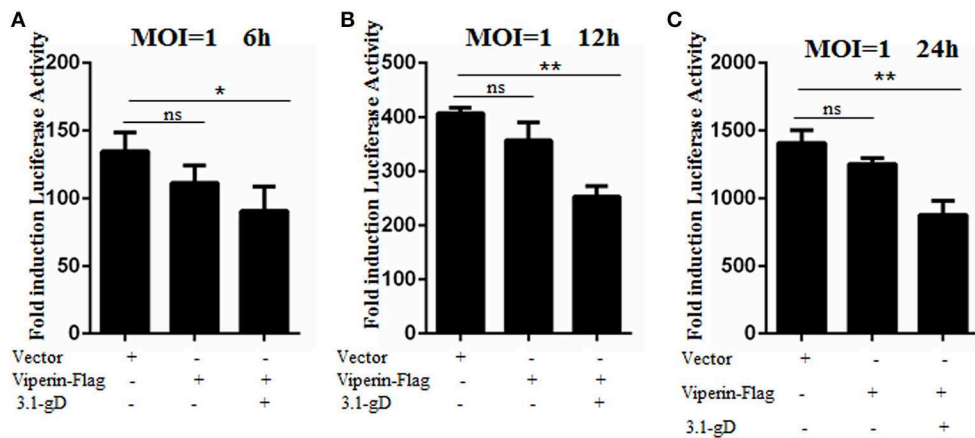 A
MOI=1 6h
Fold induction Luciferase Activity
200
150
100
50
0
*
ns
Vector + - -
Viperin-Flag - + +
3.1-gD - - +
B
MOI=1 12h
Fold induction Luciferase Activity
500
400
300
200
100
0
**
ns
Vector + - -
Viperin-Flag - + +
3.1-gD - - +
C
MOI=1 24h
Fold induction Luciferase Activity
2000
1500
1000
500
0
**
ns
Vector + - -
Viperin-Flag - + +
3.1-gD - - +